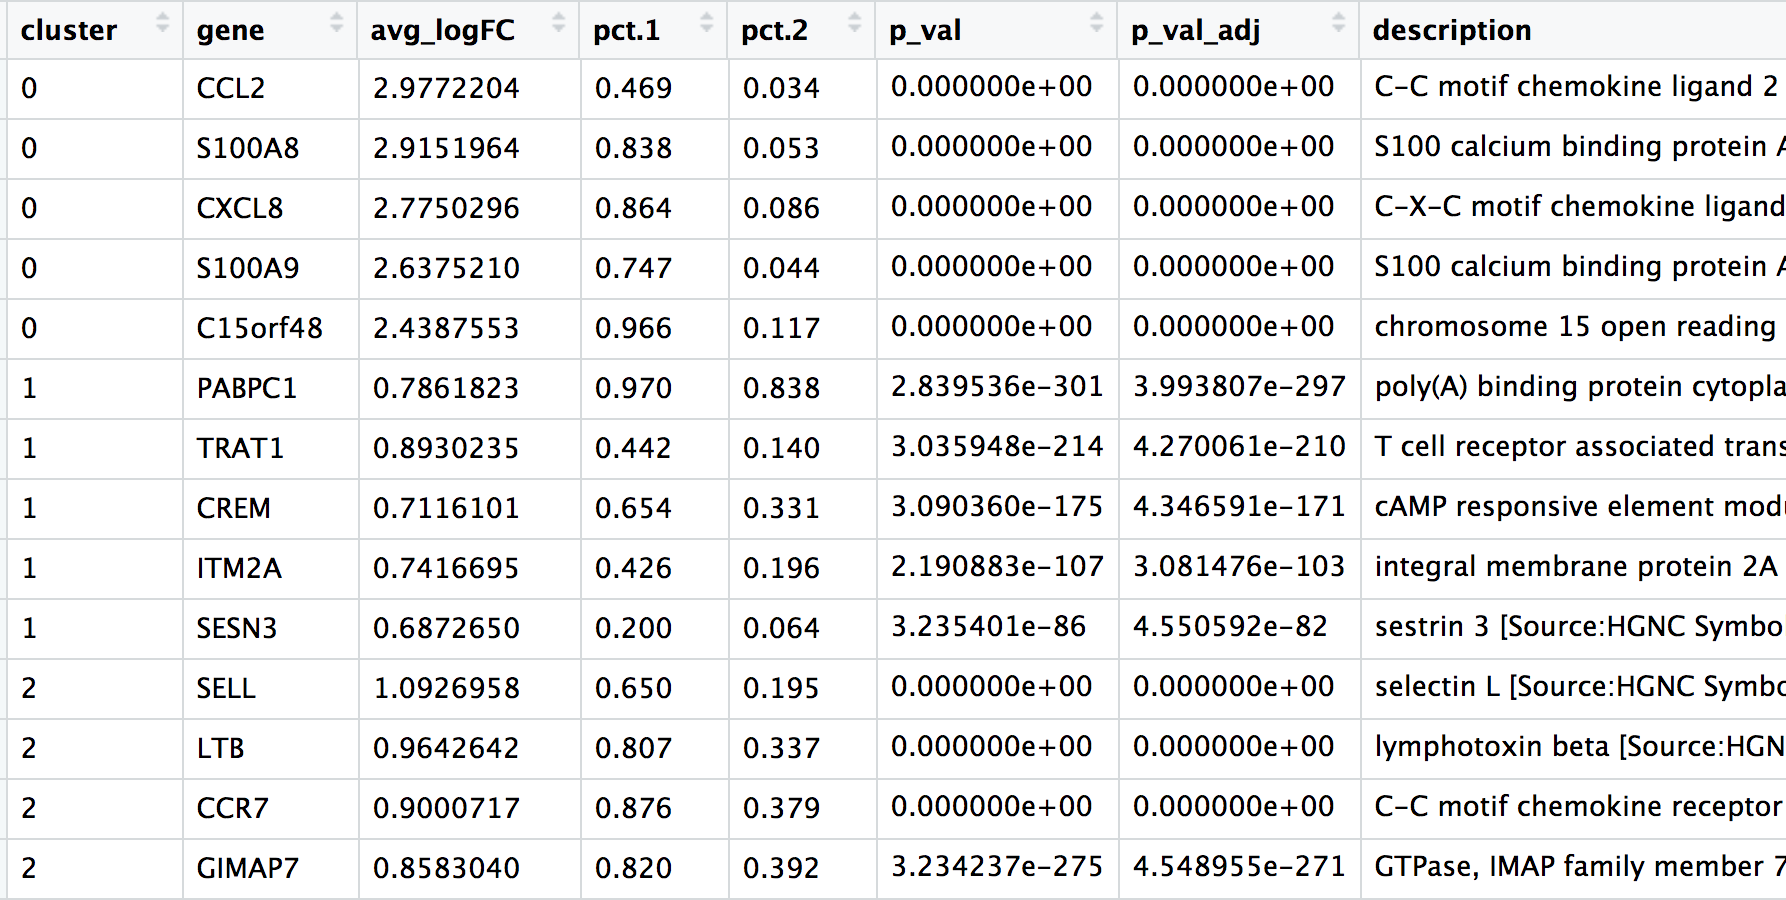 cluster gene avg_logFC pct.1 pct.2 p_val p_val_adj description
0 CCL2 2.9772204 0.469 0.034 0.000000e+00 0.000000e+00 C-C motif chemokine ligand 2
0 S100A8 2.9151964 0.838 0.053 0.000000e+00 0.000000e+00 S100 calcium binding protein A
0 CXCL8 2.7750296 0.864 0.086 0.000000e+00 0.000000e+00 C-X-C motif chemokine ligand
0 S100A9 2.6375210 0.747 0.044 0.000000e+00 0.000000e+00 S100 calcium binding protein A
0 C15orf48 2.4387553 0.966 0.117 0.000000e+00 0.000000e+00 chromosome 15 open reading
1 PABPC1 0.7861823 0.970 0.838 2.839536e-301 3.993807e-297 poly(A) binding protein cytopla
1 TRAT1 0.8930235 0.442 0.140 3.035948e-214 4.270061e-210 T cell receptor associated trans
1 CREM 0.7116101 0.654 0.331 3.090360e-175 4.346591e-171 cAMP responsive element modu
1 ITM2A 0.7416695 0.426 0.196 2.190883e-107 3.081476e-103 integral membrane protein 2A
1 SESN3 0.6872650 0.200 0.064 3.235401e-86 4.550592e-82 sestrin 3 [Source:HGNC Symbo
2 SELL 1.0926958 0.650 0.195 0.000000e+00 0.000000e+00 selectin L [Source:HGNC Symbo
2 LTB 0.9642642 0.807 0.337 0.000000e+00 0.000000e+00 lymphotoxin beta [Source:HGN
2 CCR7 0.9000717 0.876 0.379 0.000000e+00 0.000000e+00 C-C motif chemokine receptor
2 GIMAP7 0.8583040 0.820 0.392 3.234237e-275 4.548955e-271 GTPase, IMAP family member 7